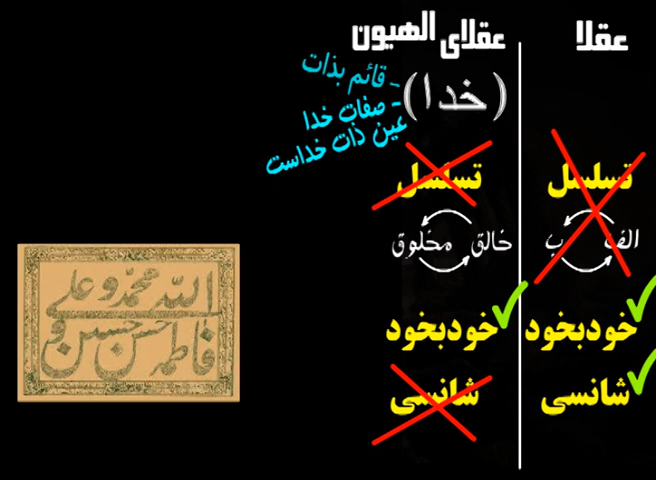 عقلا
تسلسل
الف ب
خودبخود
شانسی
عقلای الهیون
(خدا)
- قائم بذات
- صفات خدا
عین ذات خداست
تسلسل
خالق مخلوق
خودبخود
شانسی
الله محمد و علی
فاطمه حسن حسین